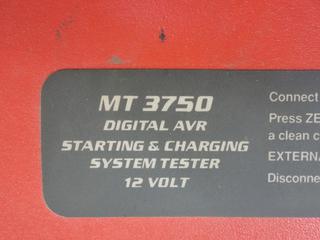 MT 3750
DIGITAL AVR
STARTING & CHARGING
SYSTEM TESTER
12 VOLT
Connect
Press ZE
a clean c
EXTERNA
Disconne